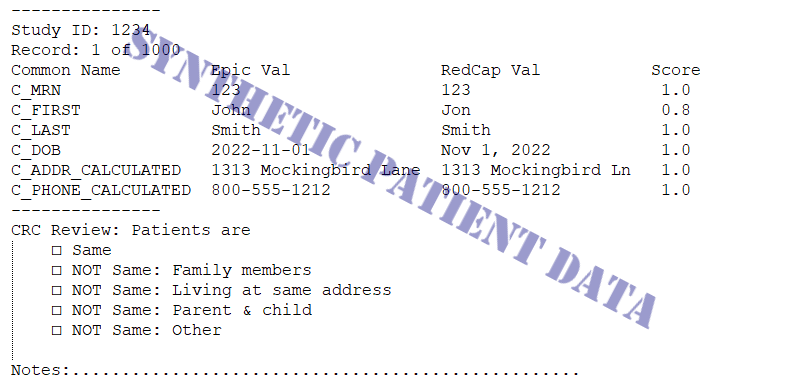 ---------------
Study ID: 1234
Record: 1 of 1000
Common Name Epic Val RedCap Val Score
C_MRN 123 123 1.0
C_FIRST John Jon 0.8
C_LAST Smith Smith 1.0
C_DOB 2022-11-01 Nov 1, 2022 1.0
C_ADDR_CALCULATED 1313 Mockingbird Lane 1313 Mockingbird Ln 1.0
C_PHONE_CALCULATED 800-555-1212 800-555-1212 1.0
---------------
CRC Review: Patients are
☐ Same
☐ NOT Same: Family members
☐ NOT Same: Living at same address
☐ NOT Same: Parent & child
☐ NOT Same: Other
Notes:...................................................
SYNTHETIC PATIENT DATA